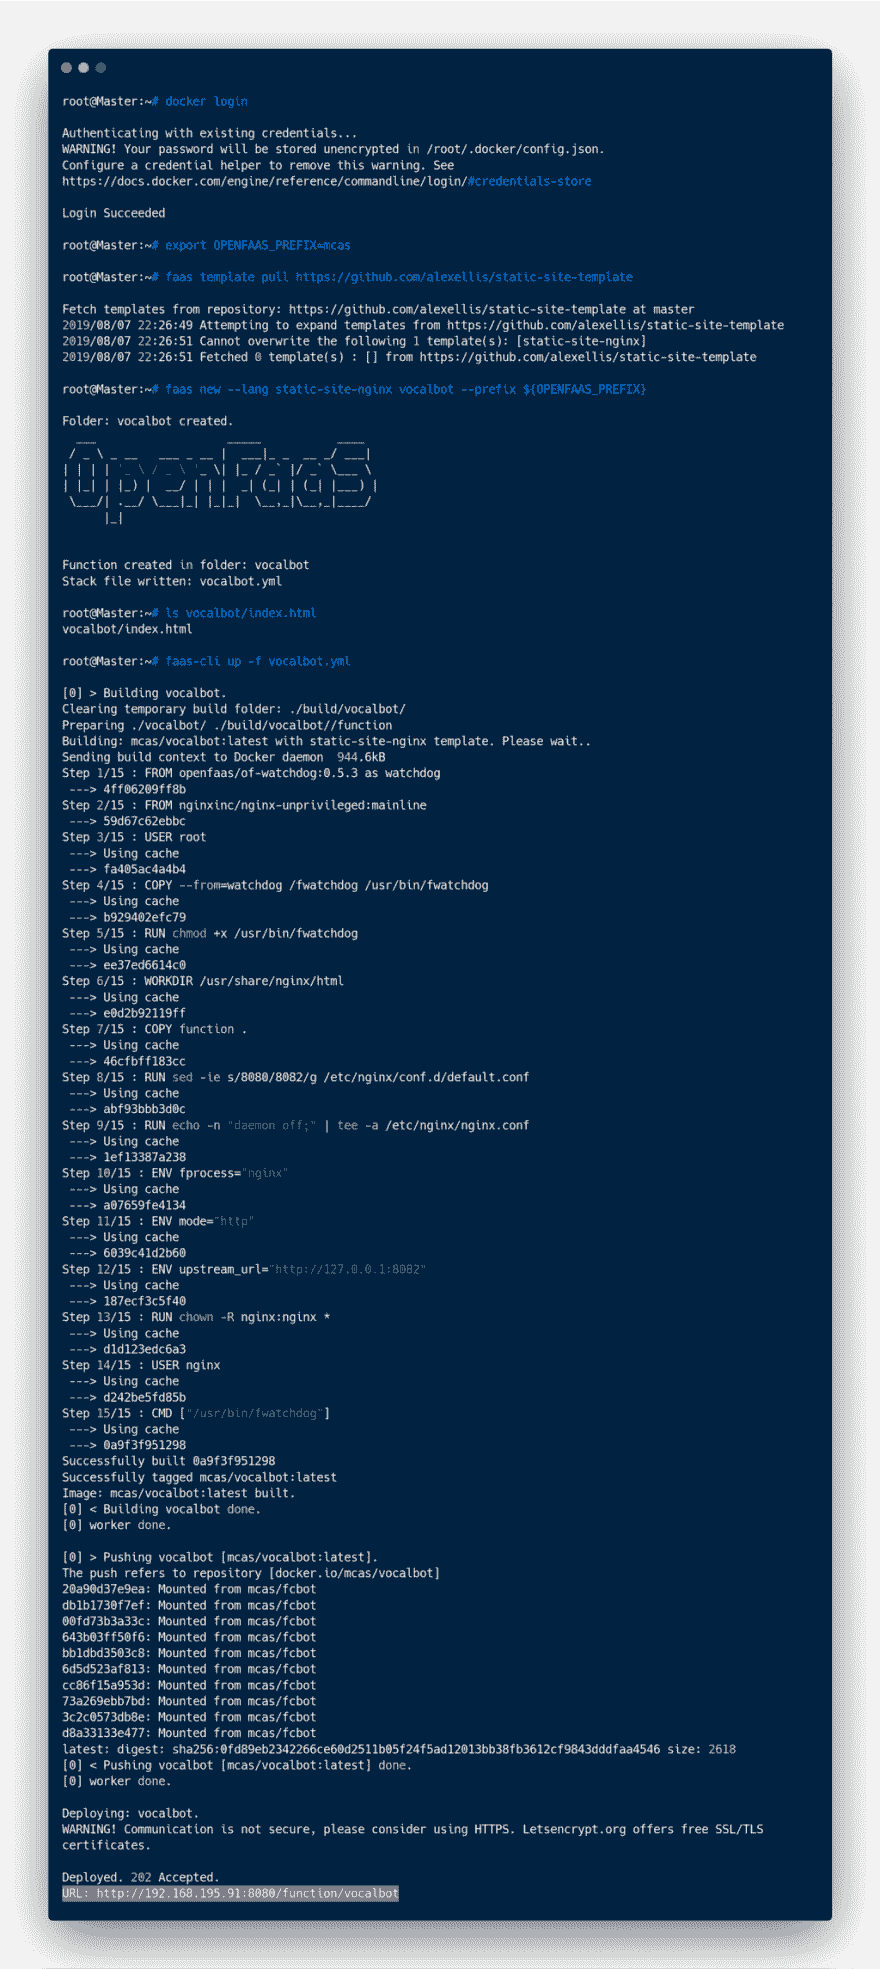 root@Master:~# docker login
Authenticating with existing credentials...
WARNING! Your password will be stored unencrypted in /root/.docker/config.json.
Configure a credential helper to remove this warning. See
https://docs.docker.com/engine/reference/commandline/login/#credentials-store
Login Succeeded
root@Master:~# export OPENFAAS_PREFIX=mcas
root@Master:~# faas template pull https://github.com/alexellis/static-site-template
Fetch templates from repository: https://github.com/alexellis/static-site-template at master
2019/08/07 22:26:49 Attempting to expand templates from https://github.com/alexellis/static-site-template
2019/08/07 22:26:51 Cannot overwrite the following 1 template(s): [static-site-nginx]
2019/08/07 22:26:51 Fetched 0 template(s) : [] from https://github.com/alexellis/static-site-template
root@Master:~# faas new --lang static-site-nginx vocalbot --prefix ${OPENFAAS_PREFIX}
Folder: vocalbot created.
OpenFaaS
Function created in folder: vocalbot
Stack file written: vocalbot.yml
root@Master:~# ls vocalbot/index.html
vocalbot/index.html
root@Master:~# faas-cli up -f vocalbot.yml
[0] > Building vocalbot.
Clearing temporary build folder: ./build/vocalbot/
Preparing ./vocalbot/ ./build/vocalbot//function
Building: mcas/vocalbot:latest with static-site-nginx template. Please wait..
Sending build context to Docker daemon  944.6kB
Step 1/15 : FROM openfaas/of-watchdog:0.5.3 as watchdog
 ---> 4ff06209ff8b
Step 2/15 : FROM nginxinc/nginx-unprivileged:mainline
 ---> 59d67c62ebbc
Step 3/15 : USER root
 ---> Using cache
 ---> fa405ac4a4b4
Step 4/15 : COPY --from=watchdog /fwatchdog /usr/bin/fwatchdog
 ---> Using cache
 ---> b929402efc79
Step 5/15 : RUN chmod +x /usr/bin/fwatchdog
 ---> Using cache
 ---> ee37ed6614c0
Step 6/15 : WORKDIR /usr/share/nginx/html
 ---> Using cache
 ---> e0d2b92119ff
Step 7/15 : COPY function .
 ---> Using cache
 ---> 46cfbff183cc
Step 8/15 : RUN sed -ie s/8080/8082/g /etc/nginx/conf.d/default.conf
 ---> Using cache
 ---> abf93bbb3d0c
Step 9/15 : RUN echo -n "daemon off;" | tee -a /etc/nginx/nginx.conf
 ---> Using cache
 ---> 1ef13387a238
Step 10/15 : ENV fprocess="nginx"
 ---> Using cache
 ---> a07659fe4134
Step 11/15 : ENV mode="http"
 ---> Using cache
 ---> 6039c41d2b60
Step 12/15 : ENV upstream_url="http://127.0.0.1:8082"
 ---> Using cache
 ---> 187ecf3c5f40
Step 13/15 : RUN chown -R nginx:nginx *
 ---> Using cache
 ---> d1d123edc6a3
Step 14/15 : USER nginx
 ---> Using cache
 ---> d242be5fd85b
Step 15/15 : CMD ["/usr/bin/fwatchdog"]
 ---> Using cache
 ---> 0a9f3f951298
Successfully built 0a9f3f951298
Successfully tagged mcas/vocalbot:latest
Image: mcas/vocalbot:latest built.
[0] < Building vocalbot done.
[0] worker done.
[0] > Pushing vocalbot [mcas/vocalbot:latest].
The push refers to repository [docker.io/mcas/vocalbot]
20a90d37e9ea: Mounted from mcas/fcbot
db1b1730f7ef: Mounted from mcas/fcbot
00fd73b3a33c: Mounted from mcas/fcbot
643b03ff50f6: Mounted from mcas/fcbot
bb1dbd3503c8: Mounted from mcas/fcbot
6d5d523af813: Mounted from mcas/fcbot
cc86f15a953d: Mounted from mcas/fcbot
73a269ebb7bd: Mounted from mcas/fcbot
3c2c0573db8e: Mounted from mcas/fcbot
d8a33133e477: Mounted from mcas/fcbot
latest: digest: sha256:0fd89eb2342266ce60d2511b05f24f5ad12013bb38fb3612cf9843dddfaa4546 size: 2618
[0] < Pushing vocalbot [mcas/vocalbot:latest] done.
[0] worker done.
Deploying: vocalbot.
WARNING! Communication is not secure, please consider using HTTPS. Letsencrypt.org offers free SSL/TLS
certificates.
Deployed. 202 Accepted.
URL: http://192.168.195.91:8080/function/vocalbot